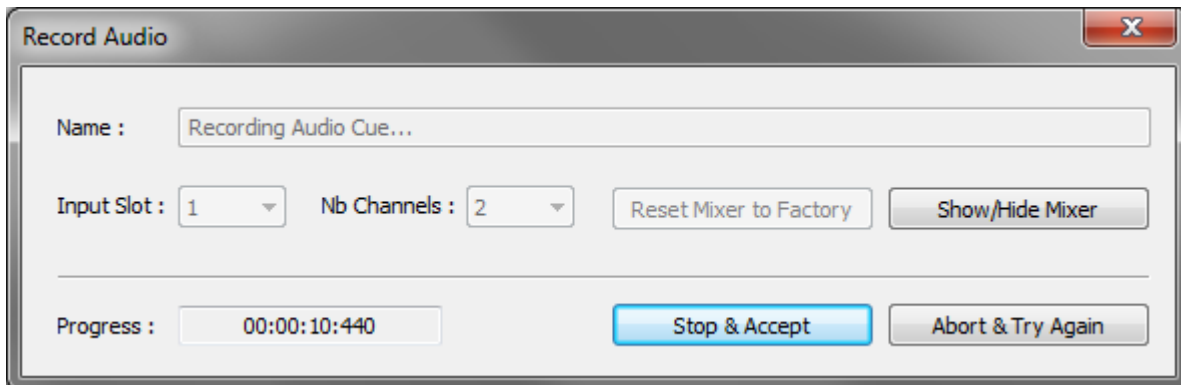 Record Audio
X
Name : Recording Audio Cue...
Input Slot : 1 Nb Channels : 2 Reset Mixer to Factory Show/Hide Mixer
Progress : 00:00:10:440 Stop & Accept Abort & Try Again